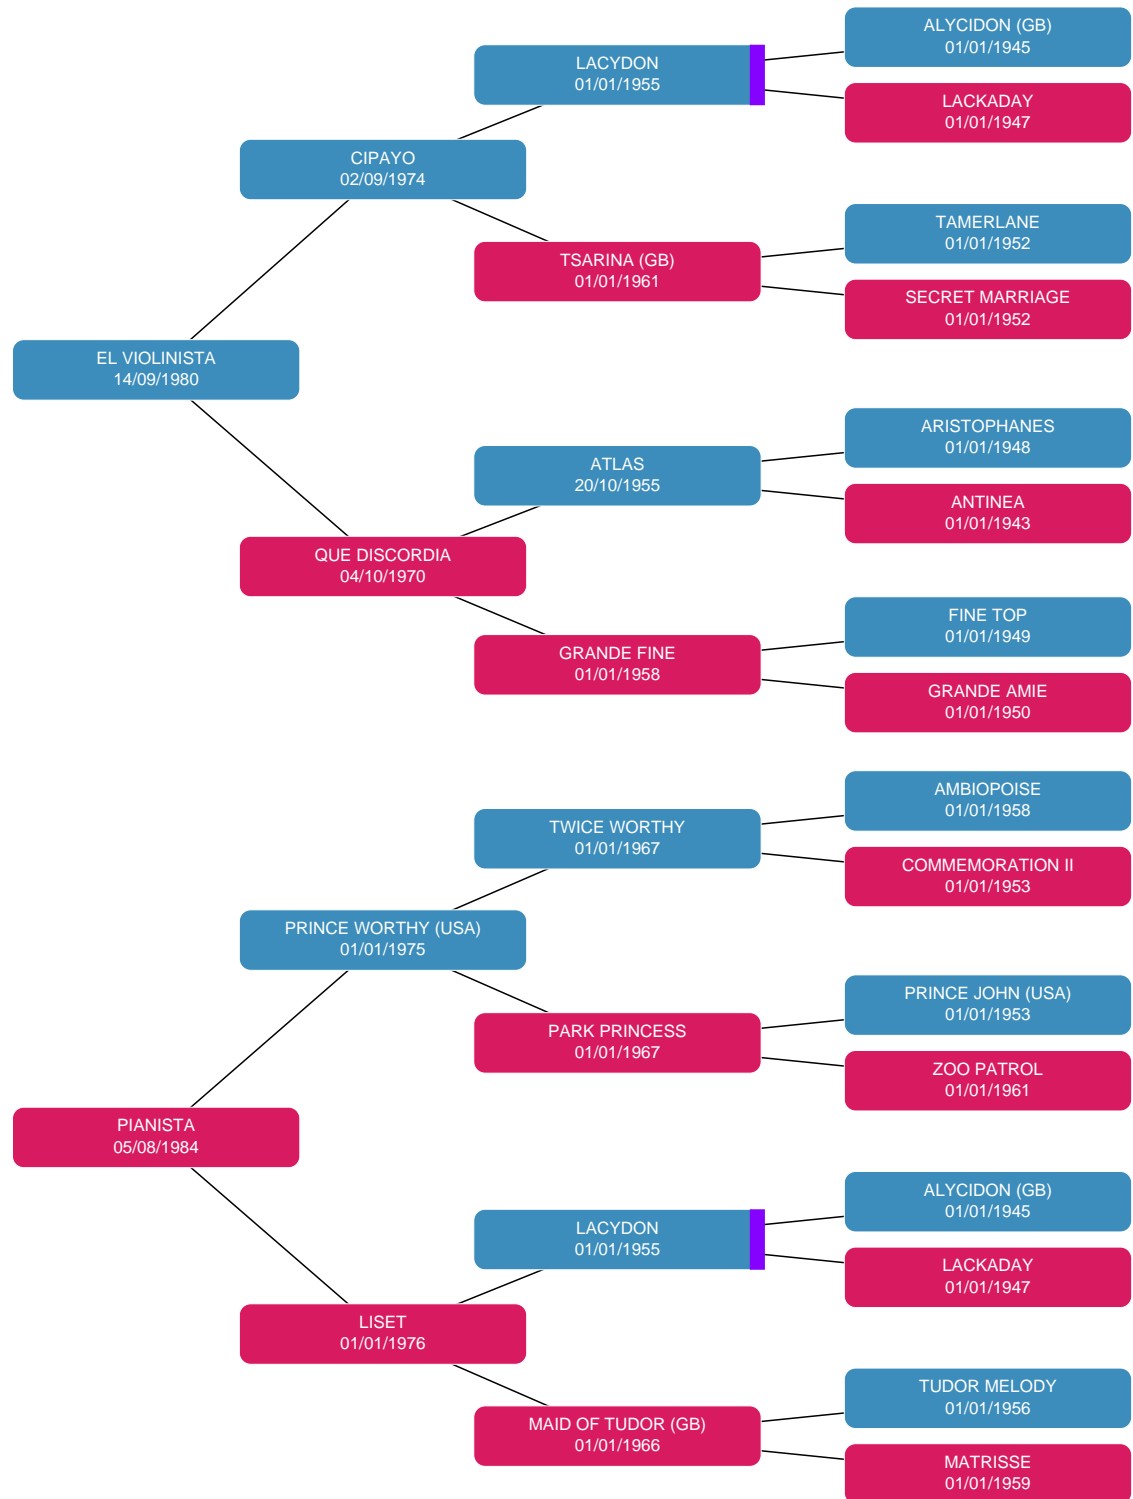 ALYCIDON (GB)
01/01/1945
LACYDON
01/01/1955
LACKADAY
01/01/1947
CIPAYO
02/09/1974
TAMERLANE
01/01/1952
TSARINA (GB)
01/01/1961
SECRET MARRIAGE
01/01/1952
EL VIOLINISTA
14/09/1980
ARISTOPHANES
01/01/1948
ATLAS
20/10/1955
ANTINEA
01/01/1943
QUE DISCORDIA
04/10/1970
FINE TOP
01/01/1949
GRANDE FINE
01/01/1958
GRANDE AMIE
01/01/1950
AMBIOPOISE
01/01/1958
TWICE WORTHY
01/01/1967
COMMEMORATION II
01/01/1953
PRINCE WORTHY (USA)
01/01/1975
PRINCE JOHN (USA)
01/01/1953
PARK PRINCESS
01/01/1967
ZOO PATROL
01/01/1961
PIANISTA
05/08/1984
ALYCIDON (GB)
01/01/1945
LACYDON
01/01/1955
LACKADAY
01/01/1947
LISET
01/01/1976
TUDOR MELODY
01/01/1956
MAID OF TUDOR (GB)
01/01/1966
MATRISSE
01/01/1959